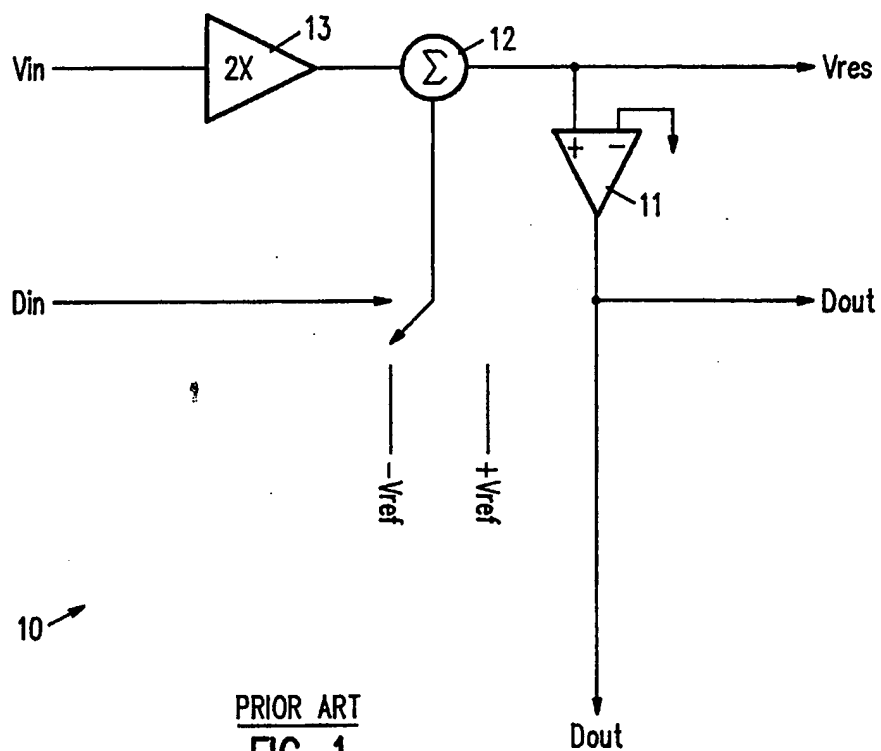 13
12
Vin
2X
Σ
Vres
+ −
11
Din
Dout
−Vref
+Vref
10
PRIOR ART
FIG. 1
Dout